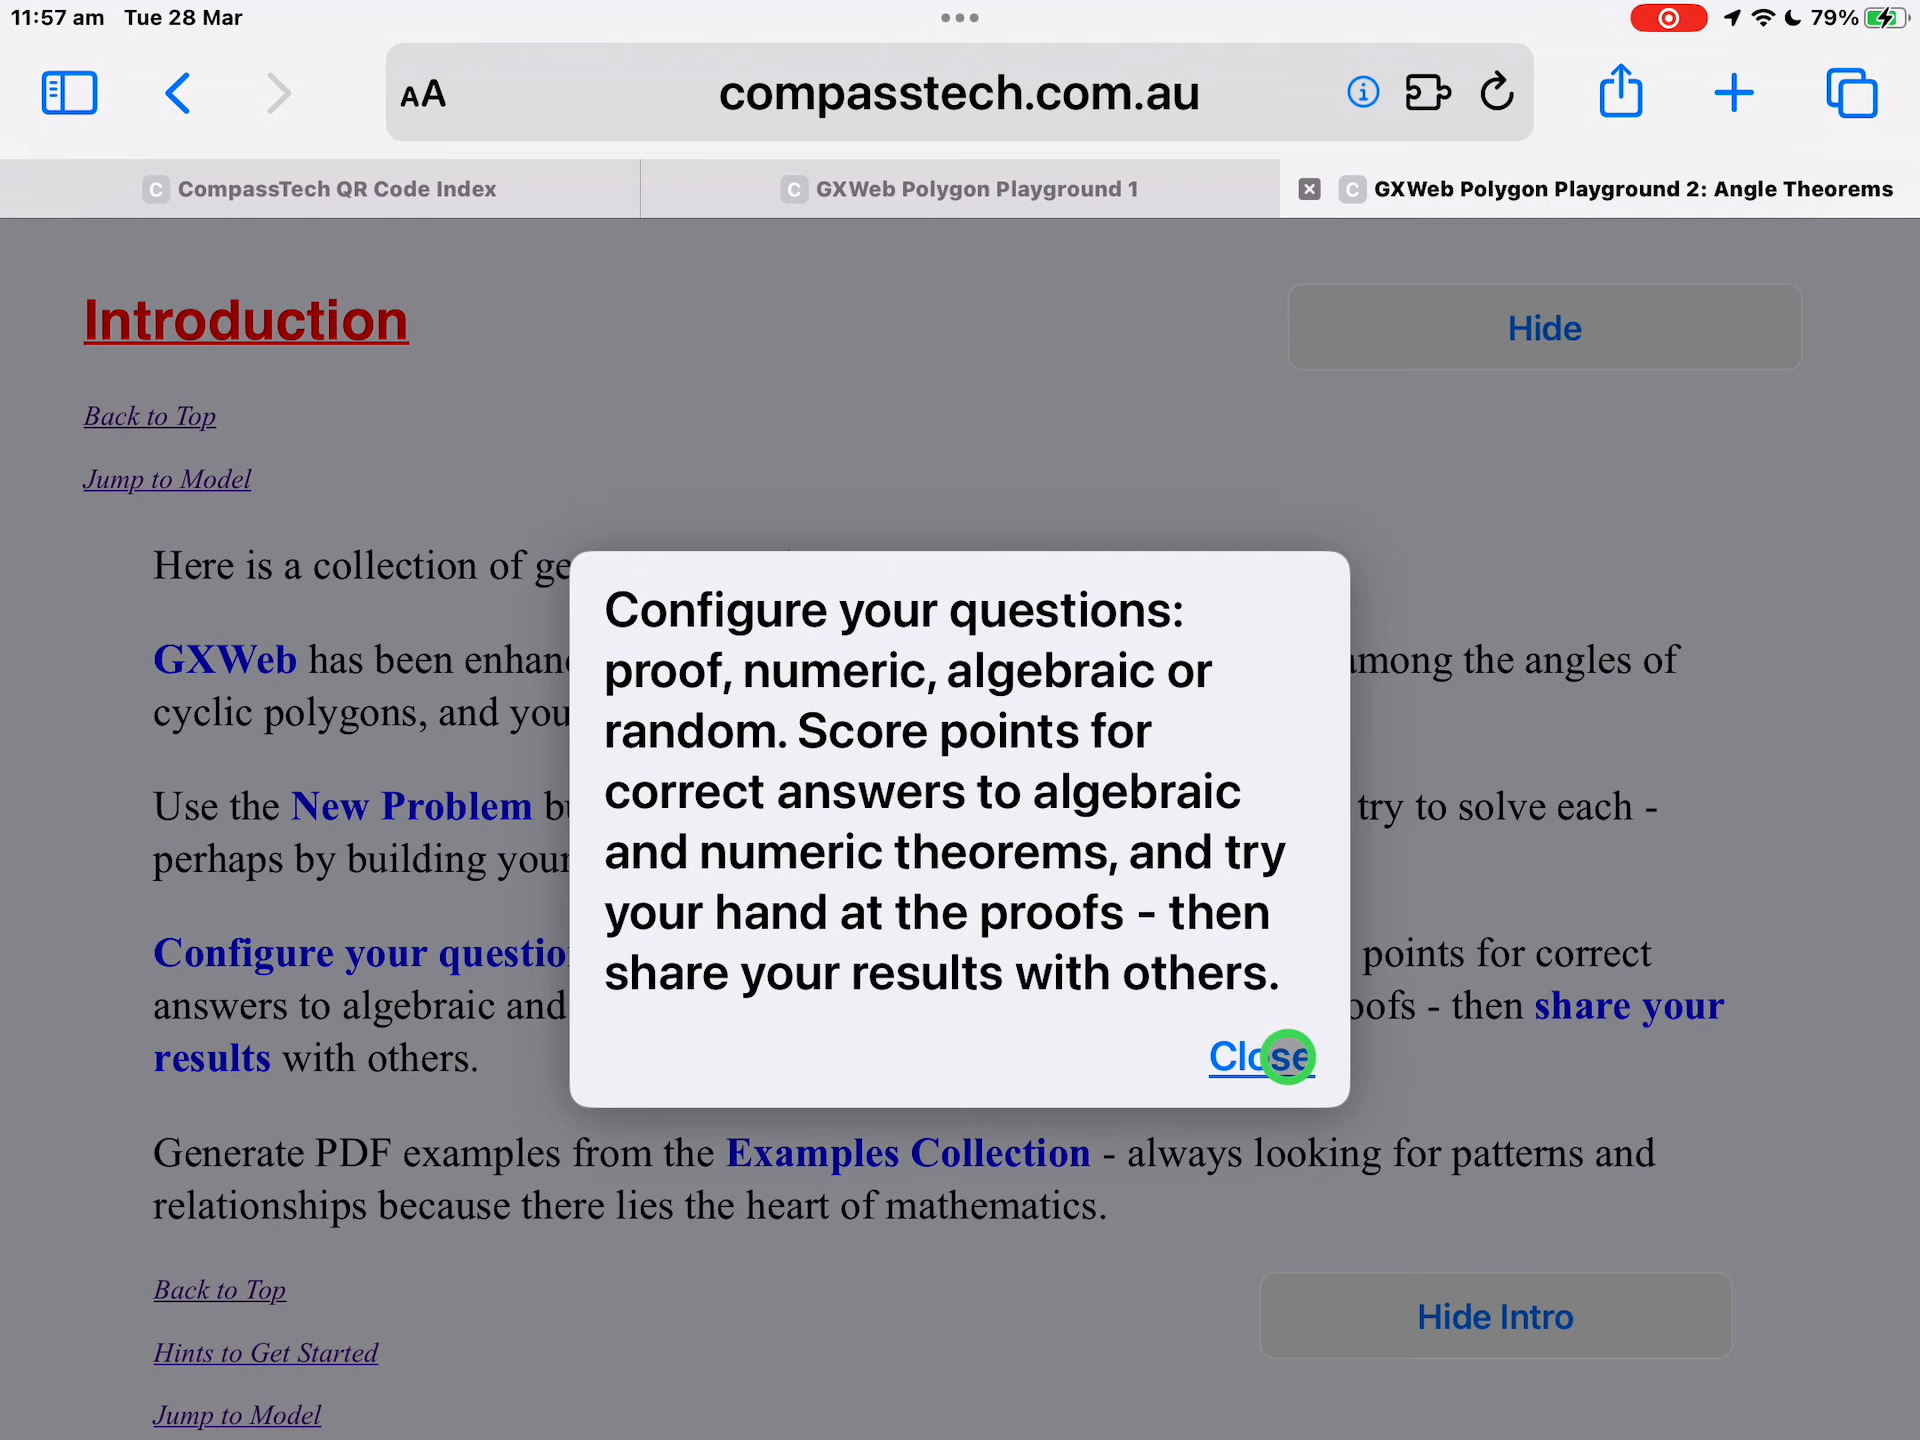 11:57 am Tue 28 Mar
79%
AA compasstech.com.au
CompassTech QR Code Index
GXWeb Polygon Playground 1
GXWeb Polygon Playground 2: Angle Theorems
Introduction
Hide
Back to Top
Jump to Model
Here is a collection of ge
GXWeb has been enhan
among the angles of
cyclic polygons, and you
Use the New Problem bu
try to solve each -
perhaps by building your
Configure your questio
points for correct
answers to algebraic and
oofs - then share your
results with others.
Configure your questions:
proof, numeric, algebraic or
random. Score points for
correct answers to algebraic
and numeric theorems, and try
your hand at the proofs - then
share your results with others.
Close
Generate PDF examples from the Examples Collection - always looking for patterns and
relationships because there lies the heart of mathematics.
Back to Top
Hide Intro
Hints to Get Started
Jump to Model